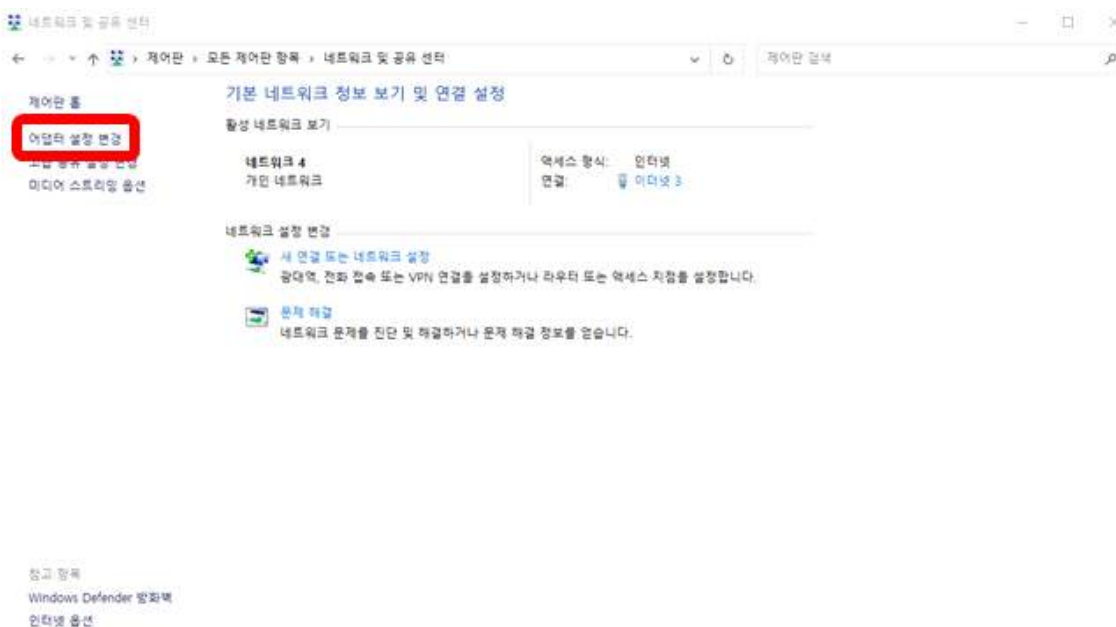 네트워크 및 공유 센터
제어판 › 모든 제어판 항목 › 네트워크 및 공유 센터
제어판 검색
제어판 홈
어댑터 설정 변경
고급 공유 설정 변경
미디어 스트리밍 옵션
기본 네트워크 정보 보기 및 연결 설정
활성 네트워크 보기
네트워크 4
개인 네트워크
액세스 형식: 인터넷
연결: 이더넷 3
네트워크 설정 변경
새 연결 또는 네트워크 설정
광대역, 전화 접속 또는 VPN 연결을 설정하거나 라우터 또는 액세스 지점을 설정합니다.
문제 해결
네트워크 문제를 진단 및 해결하거나 문제 해결 정보를 얻습니다.
참고 항목
Windows Defender 방화벽
인터넷 옵션